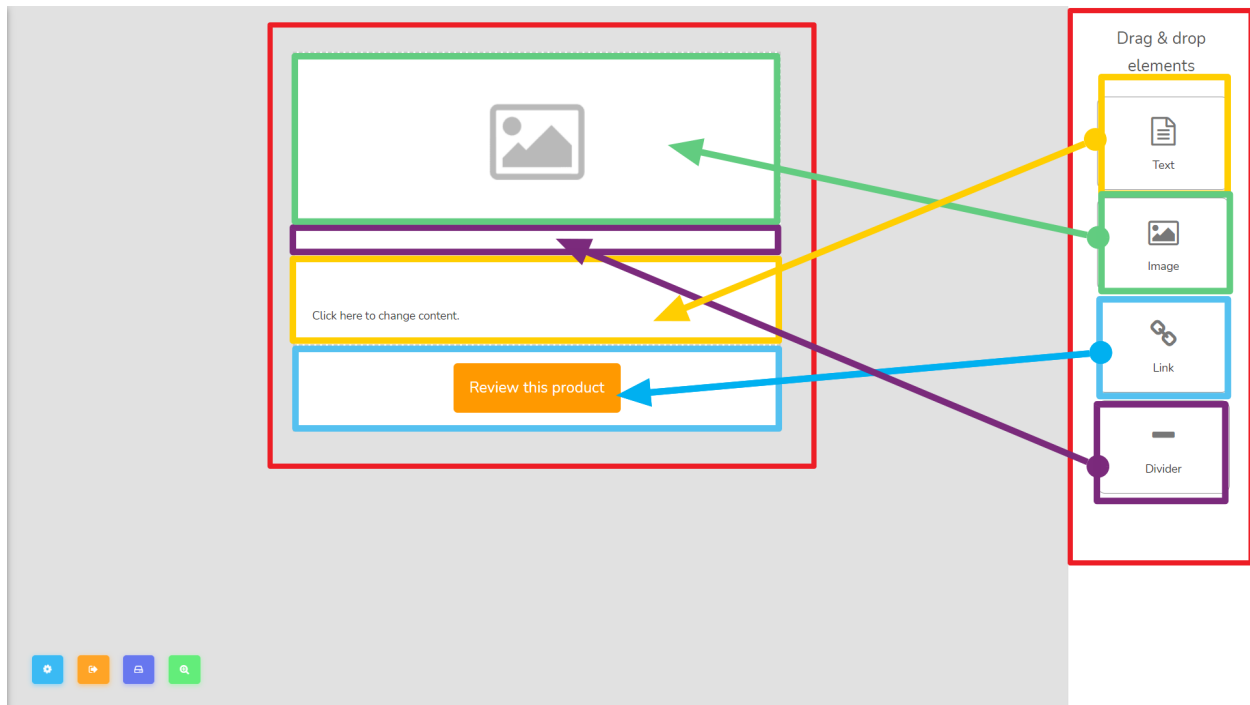 Drag & drop
elements
Text
Image
Click here to change content.
Link
Review this product
Divider